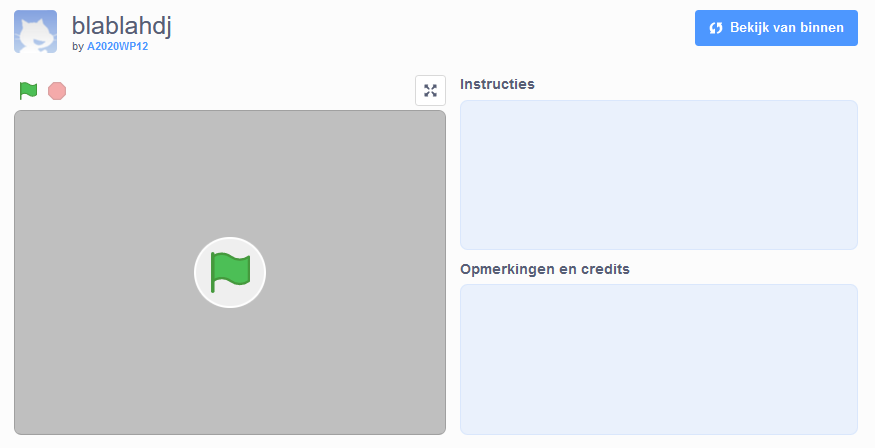 blablahdj
by A2020WP12
Bekijk van binnen
Instructies
Opmerkingen en credits